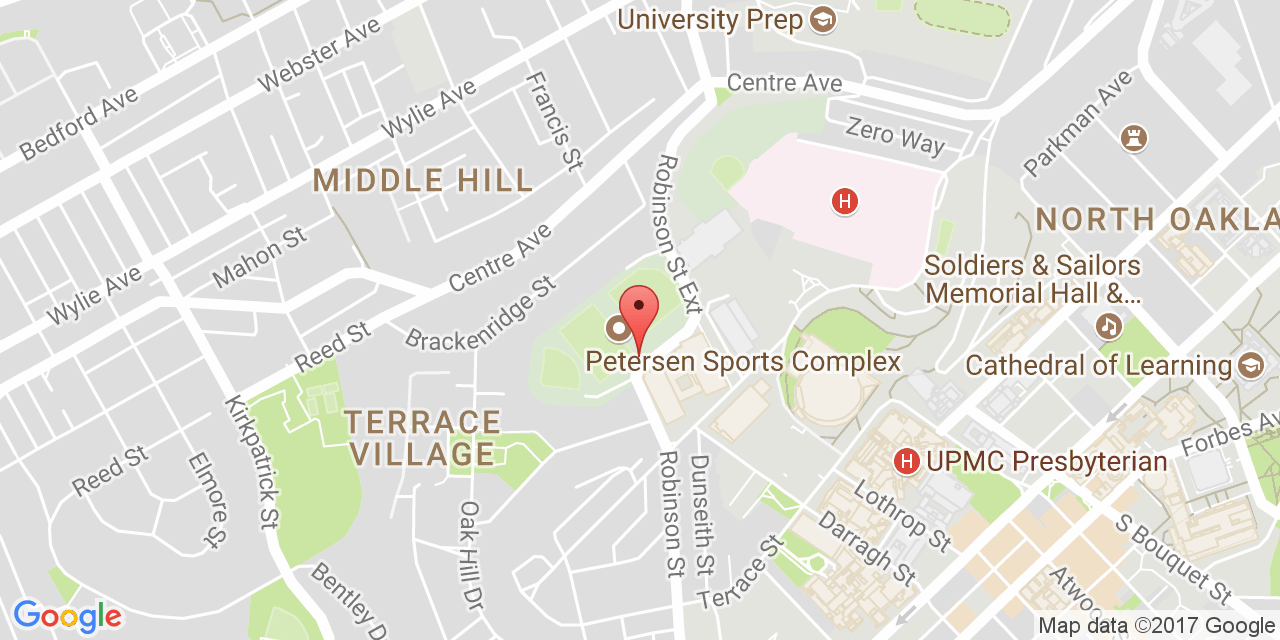 University Prep
Centre Ave
Webster Ave
Bedford Ave
Wylie Ave
Francis St
Parkman Ave
Zero Way
MIDDLE HILL
H
Robinson St Ext
NORTH OAKLA
Mahon St
Centre Ave
Wylie Ave
Soldiers & Sailors
Memorial Hall &...
Brackenridge St
Reed St
Petersen Sports Complex
Cathedral of Learning
TERRACE
VILLAGE
Kirkpatrick St
Forbes Av
H UPMC Presbyterian
Reed St
Elmore St
Oak Hill Dr
Robinson St
Dunseith St
Lothrop St
Darragh St
S Bouquet St
Terrace St
Bentley D
Atwoo
Google
Map data ©2017 Google